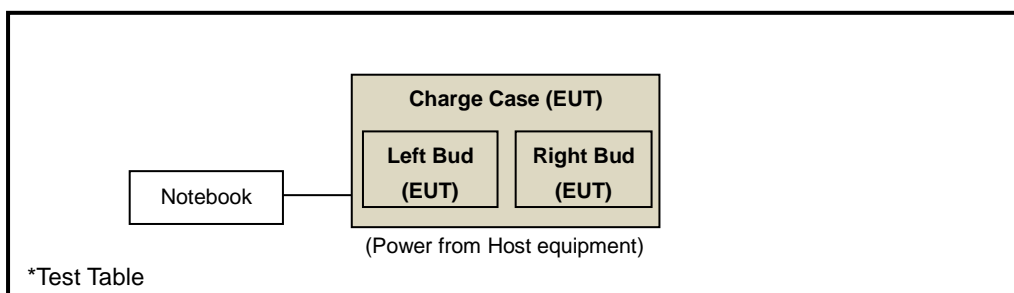 Charge Case (EUT)
Left Bud
(EUT)
Right Bud
(EUT)
Notebook
(Power from Host equipment)
*Test Table